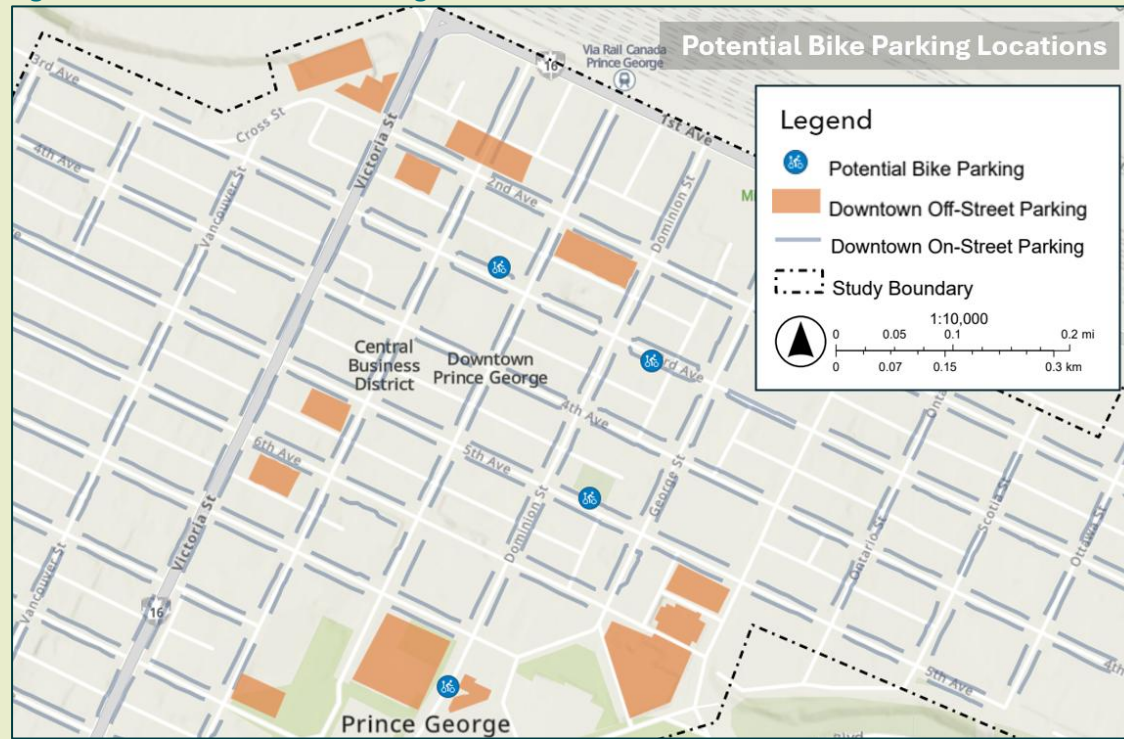 Potential Bike Parking Locations
Via Rail Canada
Prince George
16
1st Ave
3rd Ave
Cross St
4th Ave
Vancouver St
Victoria St
2nd Ave
Dominion St
Legend
Potential Bike Parking
Downtown Off-Street Parking
Downtown On-Street Parking
Study Boundary
1:10,000
0 0.05 0.1 0.2 mi
0 0.07 0.15 0.3 km
Central
Business
District
Downtown
Prince George
4th Ave
5th Ave
6th Ave
George St
Dominion St
Victoria St
Vancouver St
16
Ontario St
Scotia St
Ottawa St
5th Ave
4th
Prince George